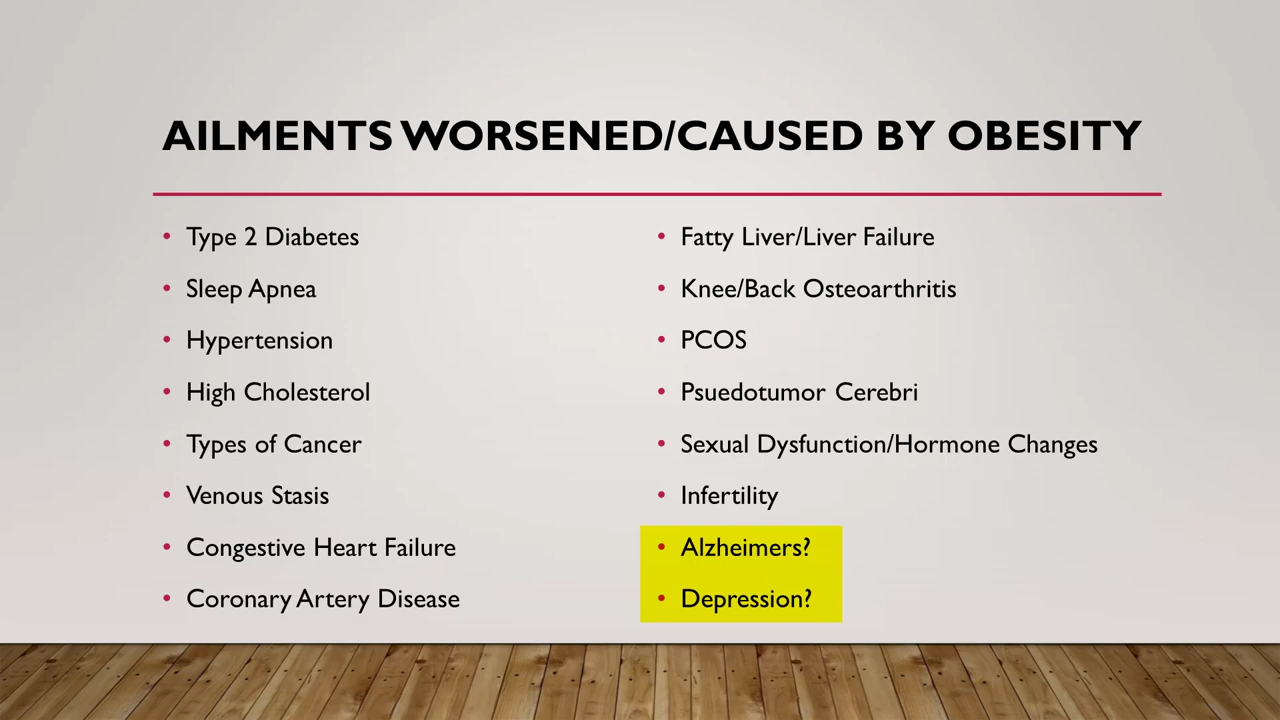 AILMENTS WORSENED/CAUSED BY OBESITY
• Type 2 Diabetes
• Sleep Apnea
• Hypertension
• High Cholesterol
• Types of Cancer
• Venous Stasis
• Congestive Heart Failure
• Coronary Artery Disease
• Fatty Liver/Liver Failure
• Knee/Back Osteoarthritis
• PCOS
• Psuedotumor Cerebri
• Sexual Dysfunction/Hormone Changes
• Infertility
• Alzheimers?
• Depression?